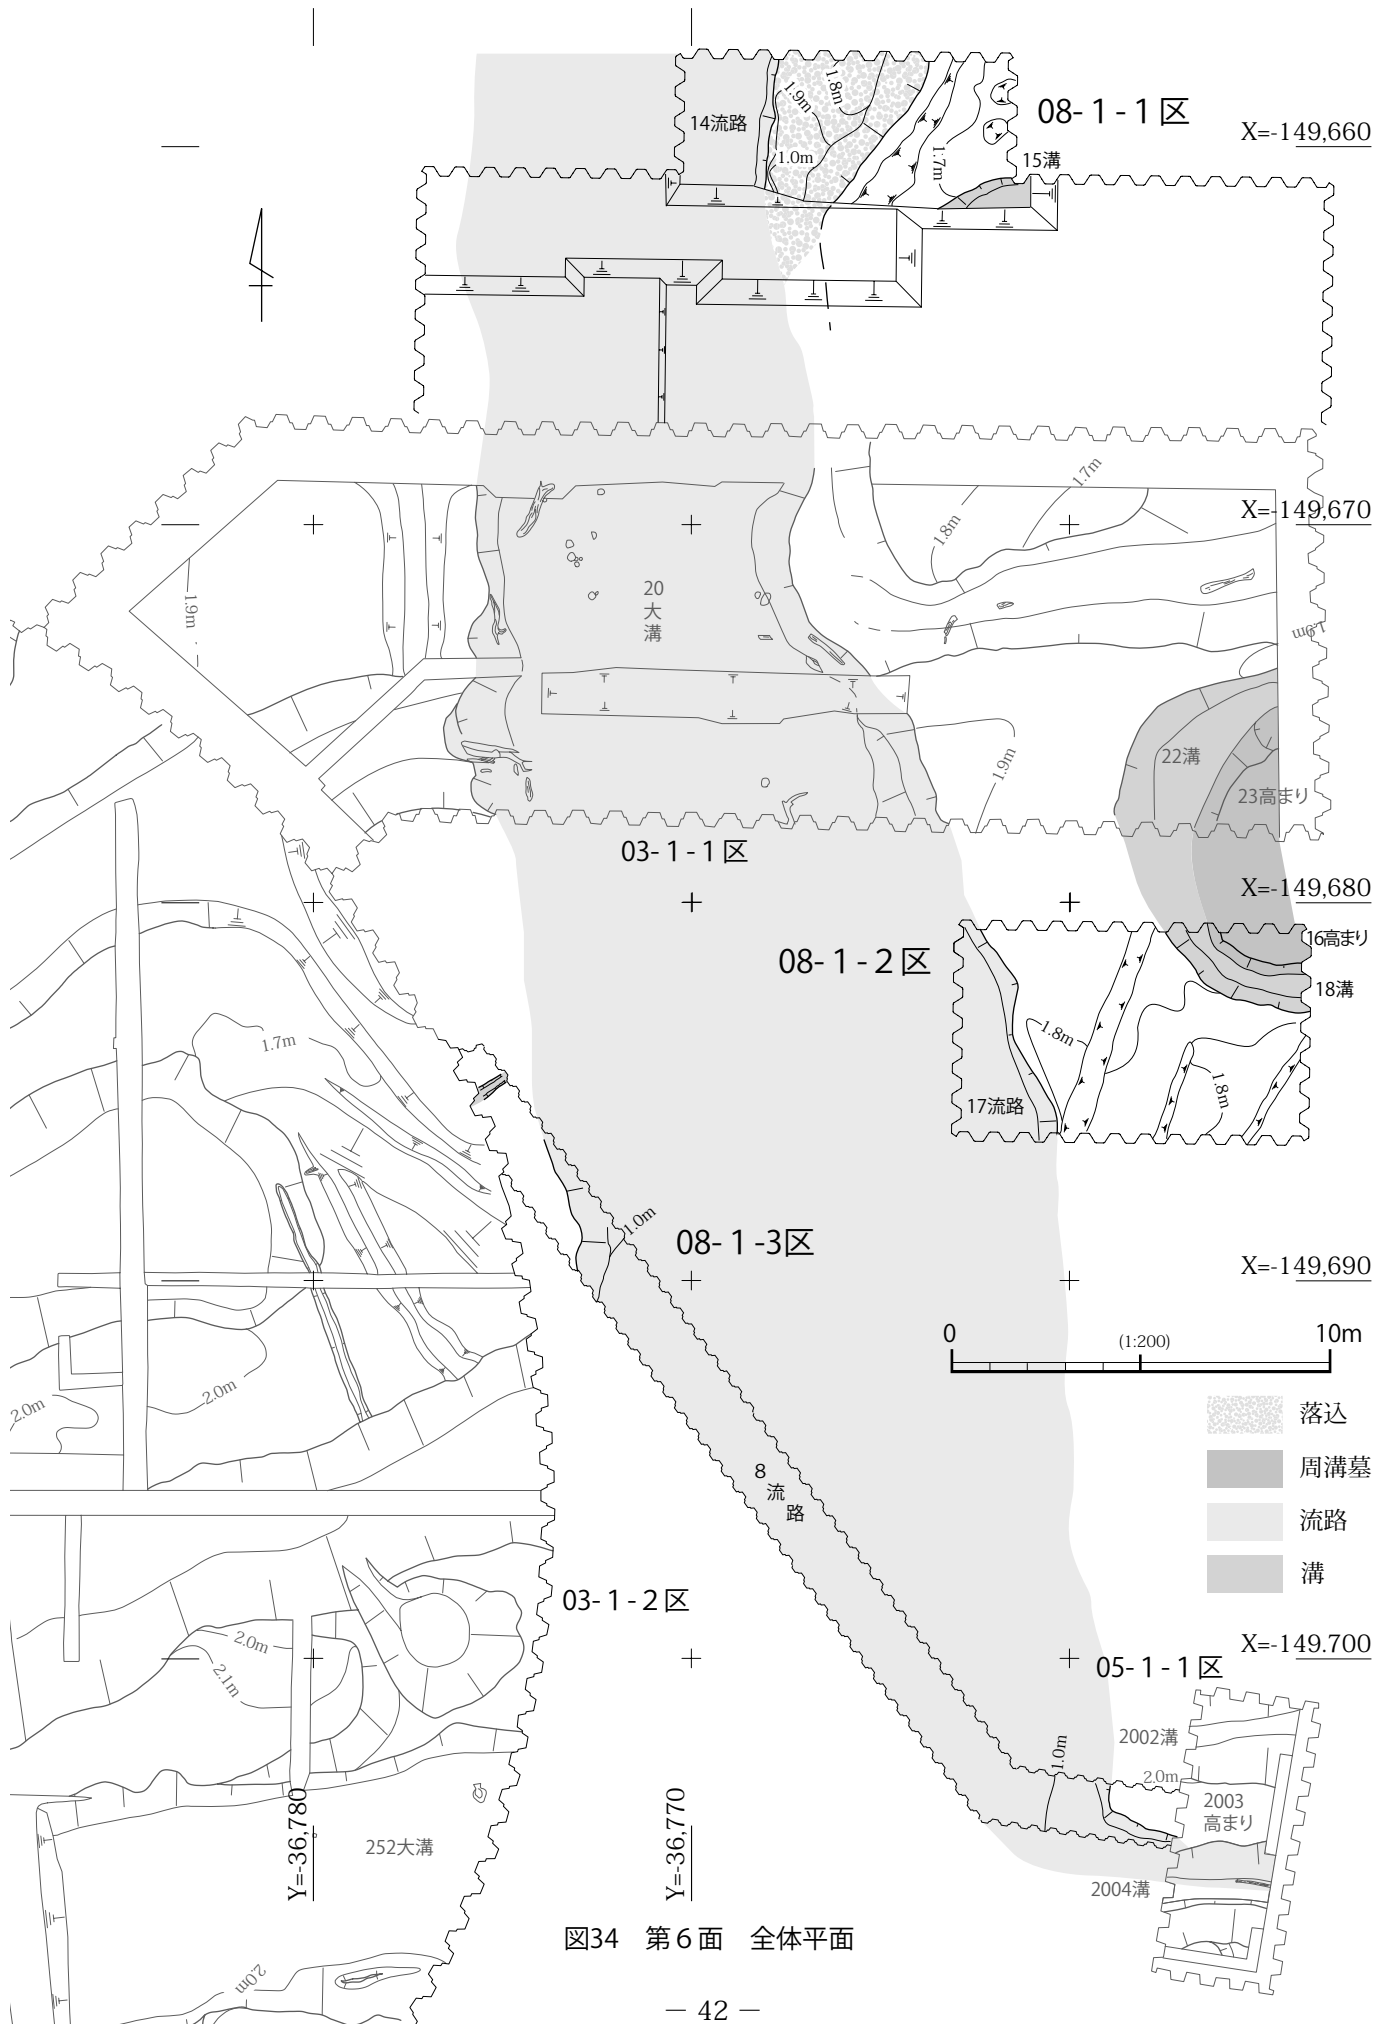 08-1-1区
X=-149,660
14流路
1.9m
1.8m
1.0m
1.7m
15溝
X=-149,670
1.7m
1.8m
1.9m
20
大
溝
1.9m
1.9m
22溝
23高まり
03-1-1区
X=-149,680
08-1-2区
16高まり
18溝
1.8m
1.8m
17流路
1.7m
1.0m
08-1-3区
X=-149,690
0
(1:200)
10m
2.0m
2.0m
落込
周溝墓
流路
溝
8
流
路
03-1-2区
2.0m
2.1m
X=-149.700
05-1-1区
1.0m
2002溝
2.0m
2003
高まり
2004溝
252大溝
Y=-36,780
Y=-36,770
2.0m
図34 第6面 全体平面
— 42 —